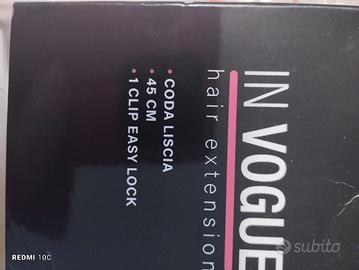 IN VOGUE
hair extension
• CODA LISCIA
• 45 CM
• 1 CLIP EASY LOCK
REDMI 10C
subito